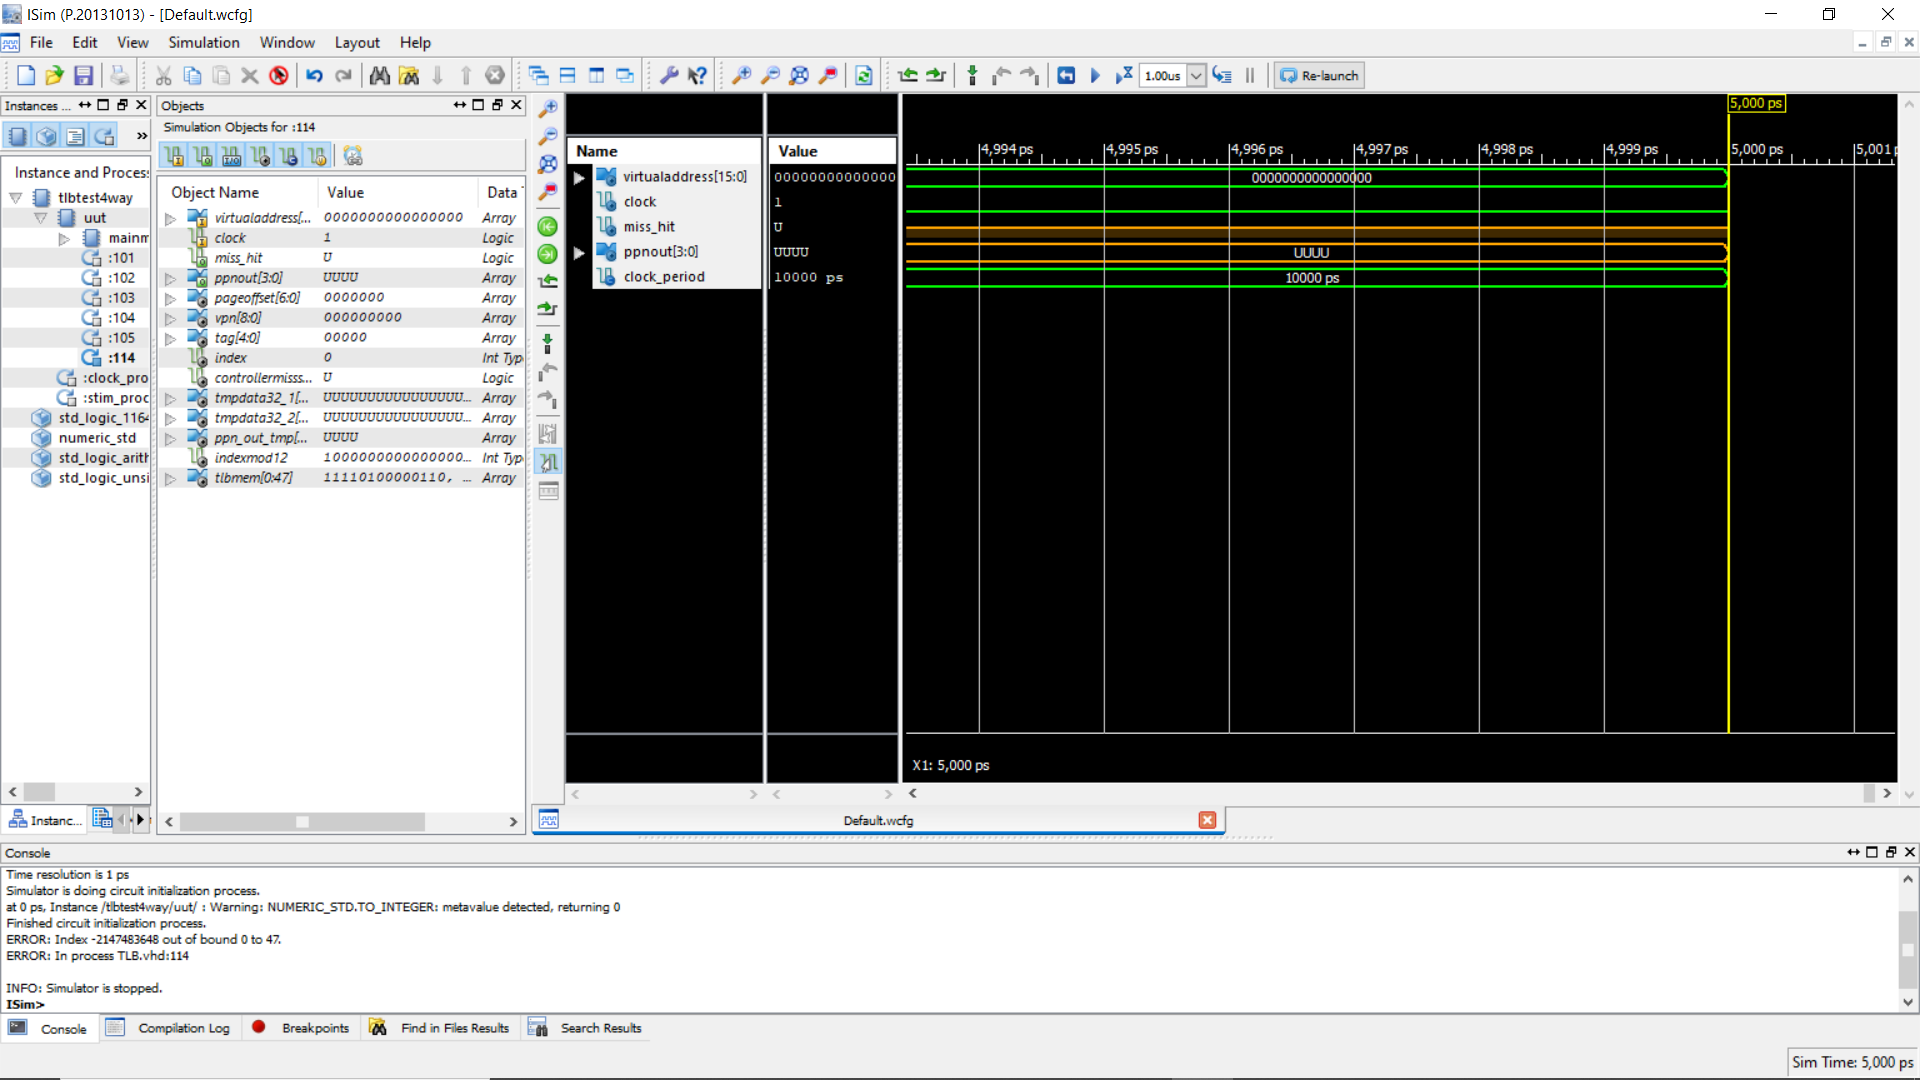 ISim (P.20131013) - [Default.wcfg]
File Edit View Simulation Window Layout Help
1.00us Re-launch
Instances ...
Instance and Process
tlbtest4way
uut
mainm
:101
:102
:103
:104
:105
:114
:clock_pro
:stim_proc
std_logic_1164
numeric_std
std_logic_arith
std_logic_unsi
Instanc...
Objects
Simulation Objects for :114
Object Name Value Data
virtualaddress[... 0000000000000000 Array
clock 1 Logic
miss_hit U Logic
ppnout[3:0] UUUU Array
pageoffset[6:0] 0000000 Array
vpn[8:0] 000000000 Array
tag[4:0] 00000 Array
index 0 Int Typ
controllermisss... U Logic
tmpdata32_1[... UUUUUUUUUUUUUUUU... Array
tmpdata32_2[... UUUUUUUUUUUUUUUU... Array
ppn_out_tmp[... UUUU Array
indexmod12 1000000000000000... Int Typ
tlbmem[0:47] 11110100000110, ... Array
Name Value
virtualaddress[15:0] 00000000000000
clock 1
miss_hit U
ppnout[3:0] UUUU
clock_period 10000 ps
5,000 ps
4,994 ps 4,995 ps 4,996 ps 4,997 ps 4,998 ps 4,999 ps 5,000 ps 5,001 p
0000000000000000
UUUU
10000 ps
X1: 5,000 ps
Default.wcfg
Console
Time resolution is 1 ps
Simulator is doing circuit initialization process.
at 0 ps, Instance /tlbtest4way/uut/ : Warning: NUMERIC_STD.TO_INTEGER: metavalue detected, returning 0
Finished circuit initialization process.
ERROR: Index -2147483648 out of bound 0 to 47.
ERROR: In process TLB.vhd:114
INFO: Simulator is stopped.
ISim>
Console Compilation Log Breakpoints Find in Files Results Search Results
Sim Time: 5,000 ps